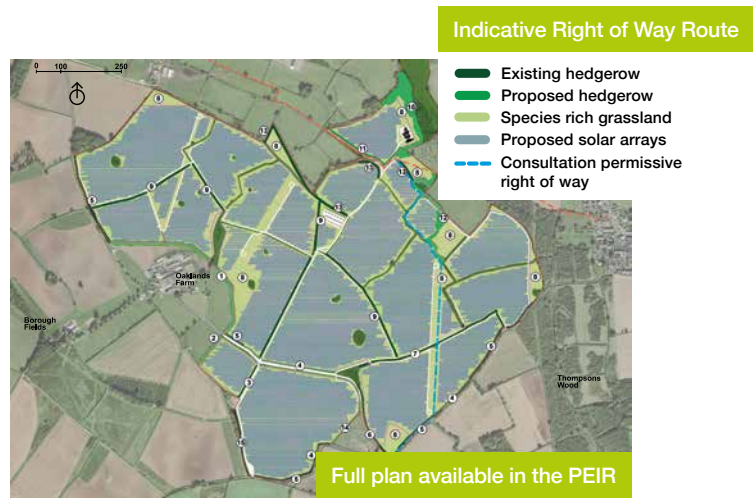 Indicative Right of Way Route
Existing hedgerow
Proposed hedgerow
Species rich grassland
Proposed solar arrays
Consultation permissive
right of way
0 100 250
Oaklands
Farm
Borough
Fields
Thompsons
Wood
Full plan available in the PEIR